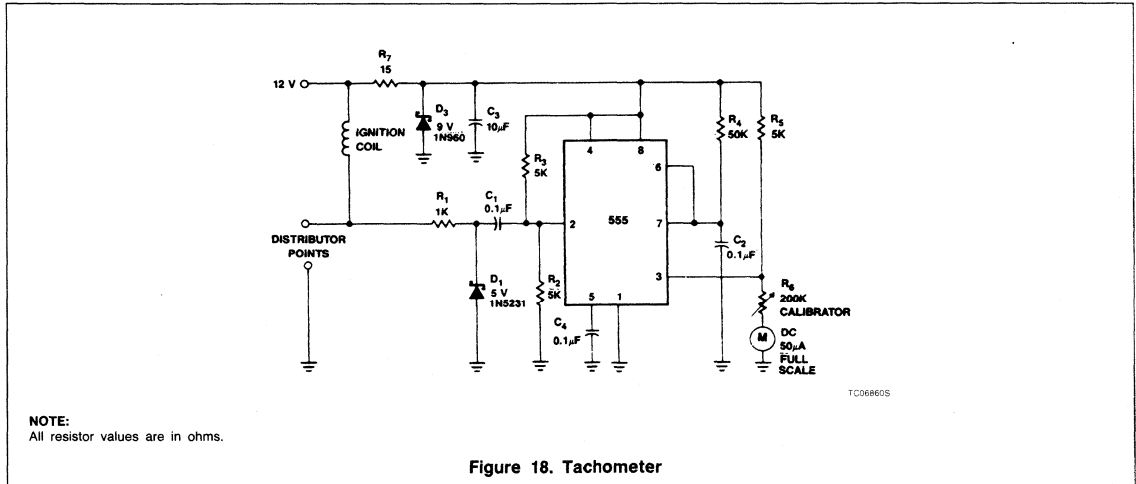 R7
15
12 V
D3
9 V
1N960
C3
10μF
IGNITION
COIL
R3
5K
4
8
R4
50K
R5
5K
6
R1
1K
C1
0.1μF
2
555
7
C2
0.1μF
DISTRIBUTOR
POINTS
D1
5 V
1N5231
R2
5K
3
5
1
C4
0.1μF
R6
200K
CALIBRATOR
M
DC
50μA
FULL
SCALE
TC06860S
NOTE:
All resistor values are in ohms.
Figure 18. Tachometer